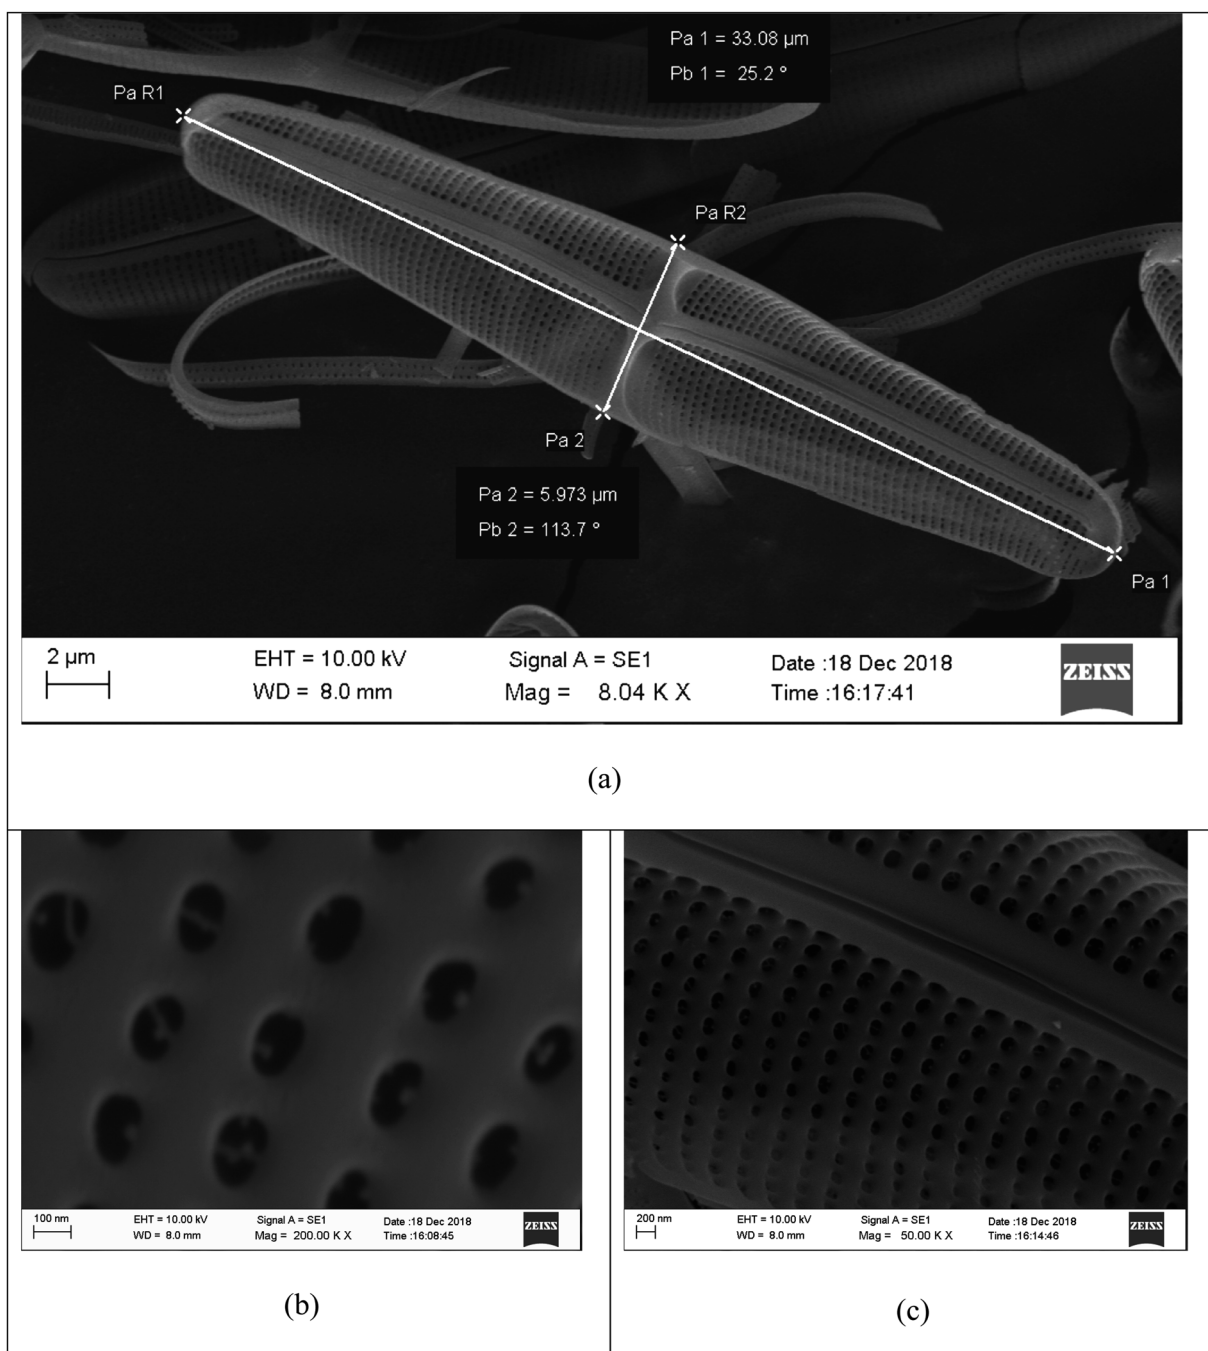 Pa 1 = 33.08 µm
Pb 1 = 25.2 °
Pa R1
Pa R2
Pa 2
Pa 2 = 5.973 µm
Pb 2 = 113.7 °
Pa 1
2 µm
EHT = 10.00 kV
WD = 8.0 mm
Signal A = SE1
Mag = 8.04 K X
Date :18 Dec 2018
Time :16:17:41
ZEISS
(a)
100 nm
EHT = 10.00 kV
WD = 8.0 mm
Signal A = SE1
Mag = 200.00 K X
Date :18 Dec 2018
Time :16:08:45
ZEISS
200 nm
EHT = 10.00 kV
WD = 8.0 mm
Signal A = SE1
Mag = 50.00 K X
Date :18 Dec 2018
Time :16:14:46
ZEISS
(b)
(c)